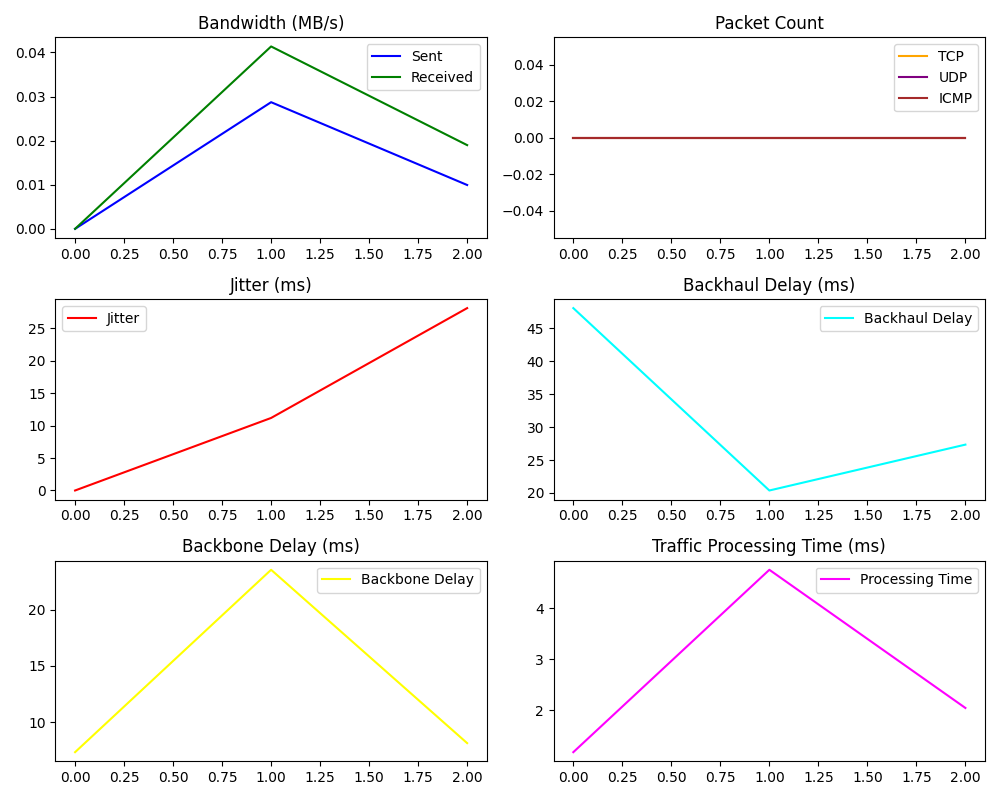 Bandwidth (MB/s)
0.04
0.03
0.02
0.01
0.00
Sent
Received
0.00 0.25 0.50 0.75 1.00 1.25 1.50 1.75 2.00
Packet Count
0.04
0.02
0.00
−0.02
−0.04
TCP
UDP
ICMP
0.00 0.25 0.50 0.75 1.00 1.25 1.50 1.75 2.00
Jitter (ms)
25
20
15
10
5
0
Jitter
0.00 0.25 0.50 0.75 1.00 1.25 1.50 1.75 2.00
Backhaul Delay (ms)
45
40
35
30
25
20
Backhaul Delay
0.00 0.25 0.50 0.75 1.00 1.25 1.50 1.75 2.00
Backbone Delay (ms)
20
15
10
Backbone Delay
0.00 0.25 0.50 0.75 1.00 1.25 1.50 1.75 2.00
Traffic Processing Time (ms)
4
3
2
Processing Time
0.00 0.25 0.50 0.75 1.00 1.25 1.50 1.75 2.00